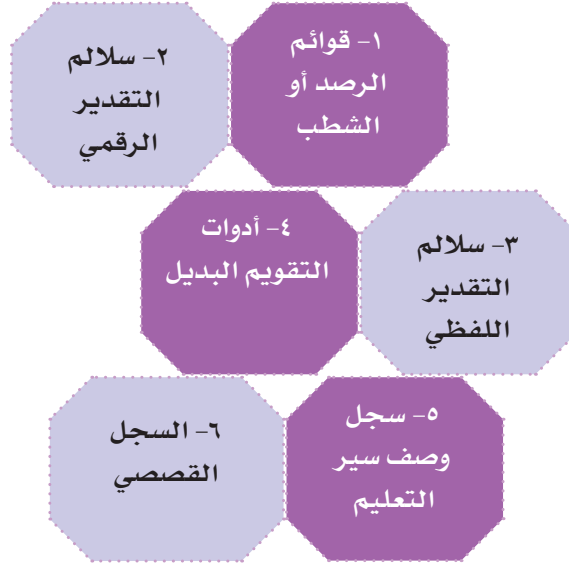 ١- قوائم
الرصد أو
الشطب
٢- سلالم
التقدير
الرقمي
٣- سلالم
التقدير
اللفظي
٤- أدوات
التقويم البديل
٥- سجل
وصف سير
التعليم
٦- السجل
القصصي